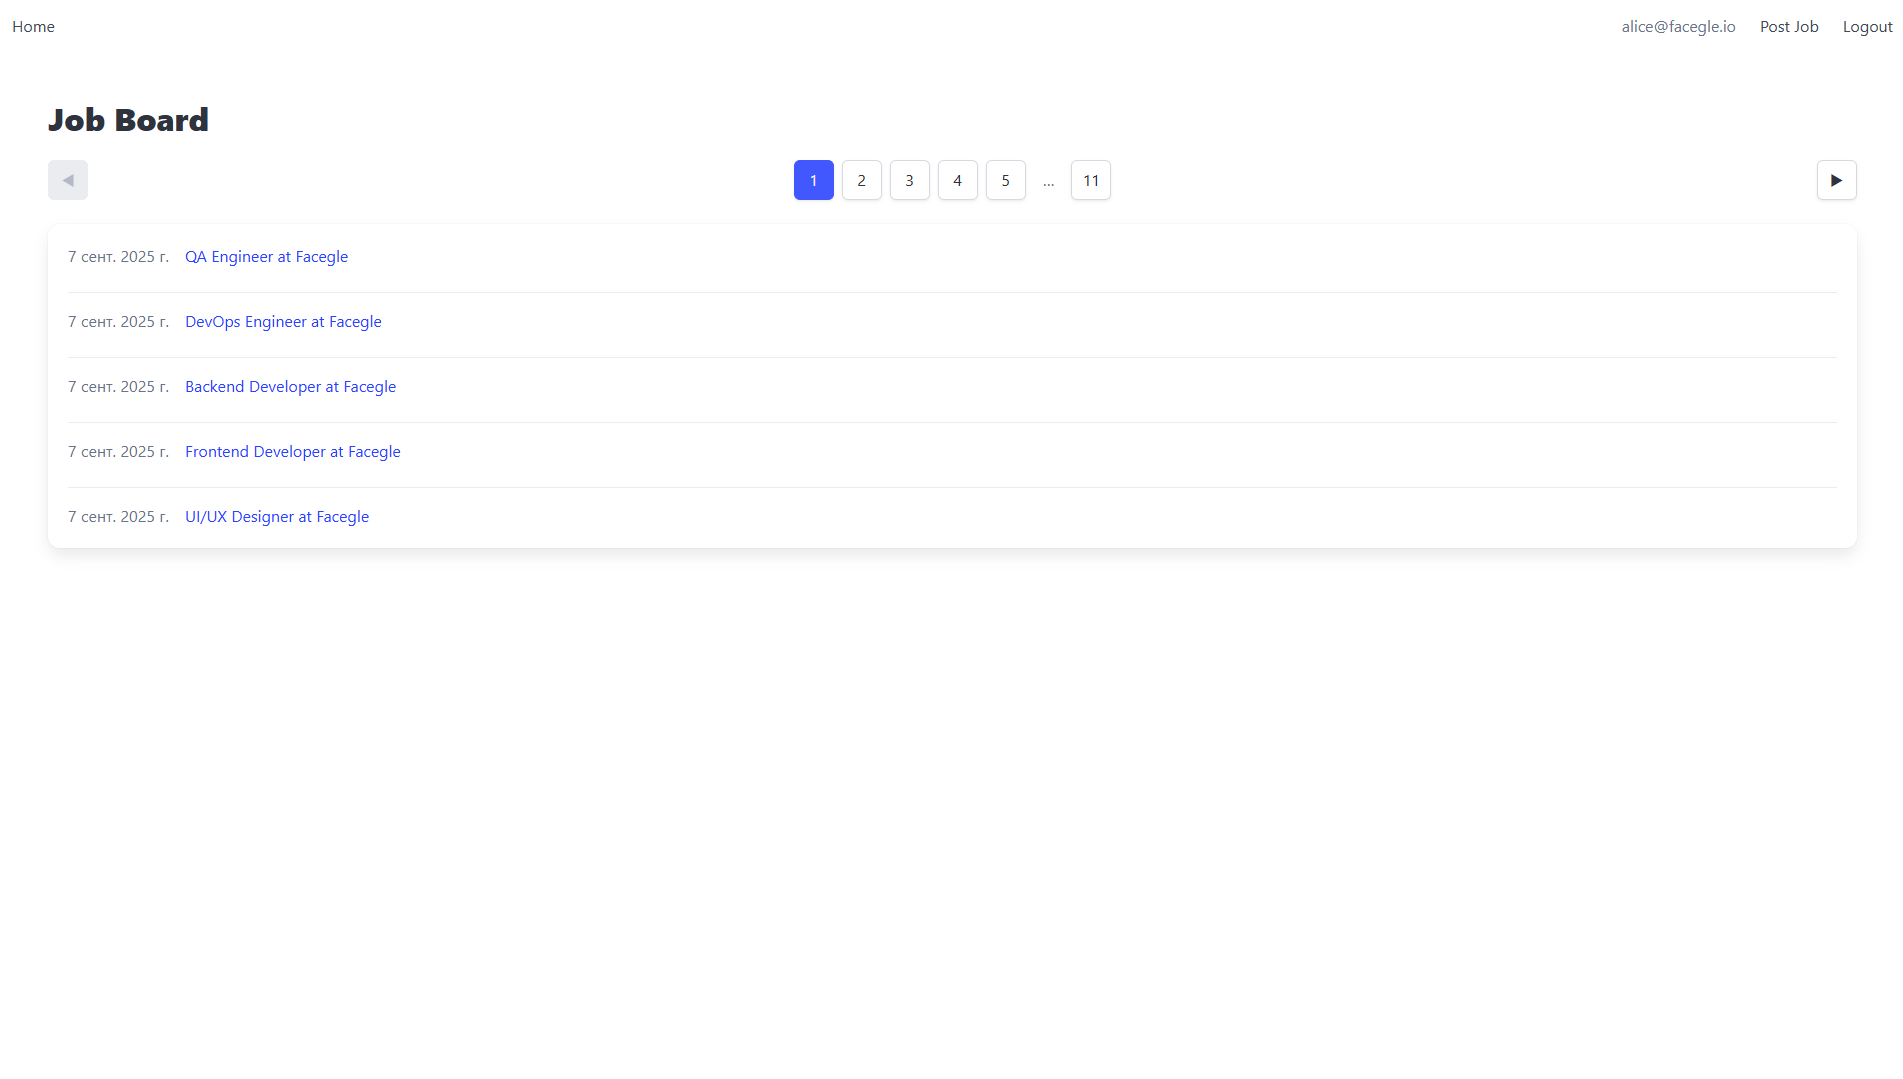 Home alice@facegle.io Post Job Logout
Job Board
◀ 1 2 3 4 5 ... 11 ▶
7 сент. 2025 г. QA Engineer at Facegle
7 сент. 2025 г. DevOps Engineer at Facegle
7 сент. 2025 г. Backend Developer at Facegle
7 сент. 2025 г. Frontend Developer at Facegle
7 сент. 2025 г. UI/UX Designer at Facegle